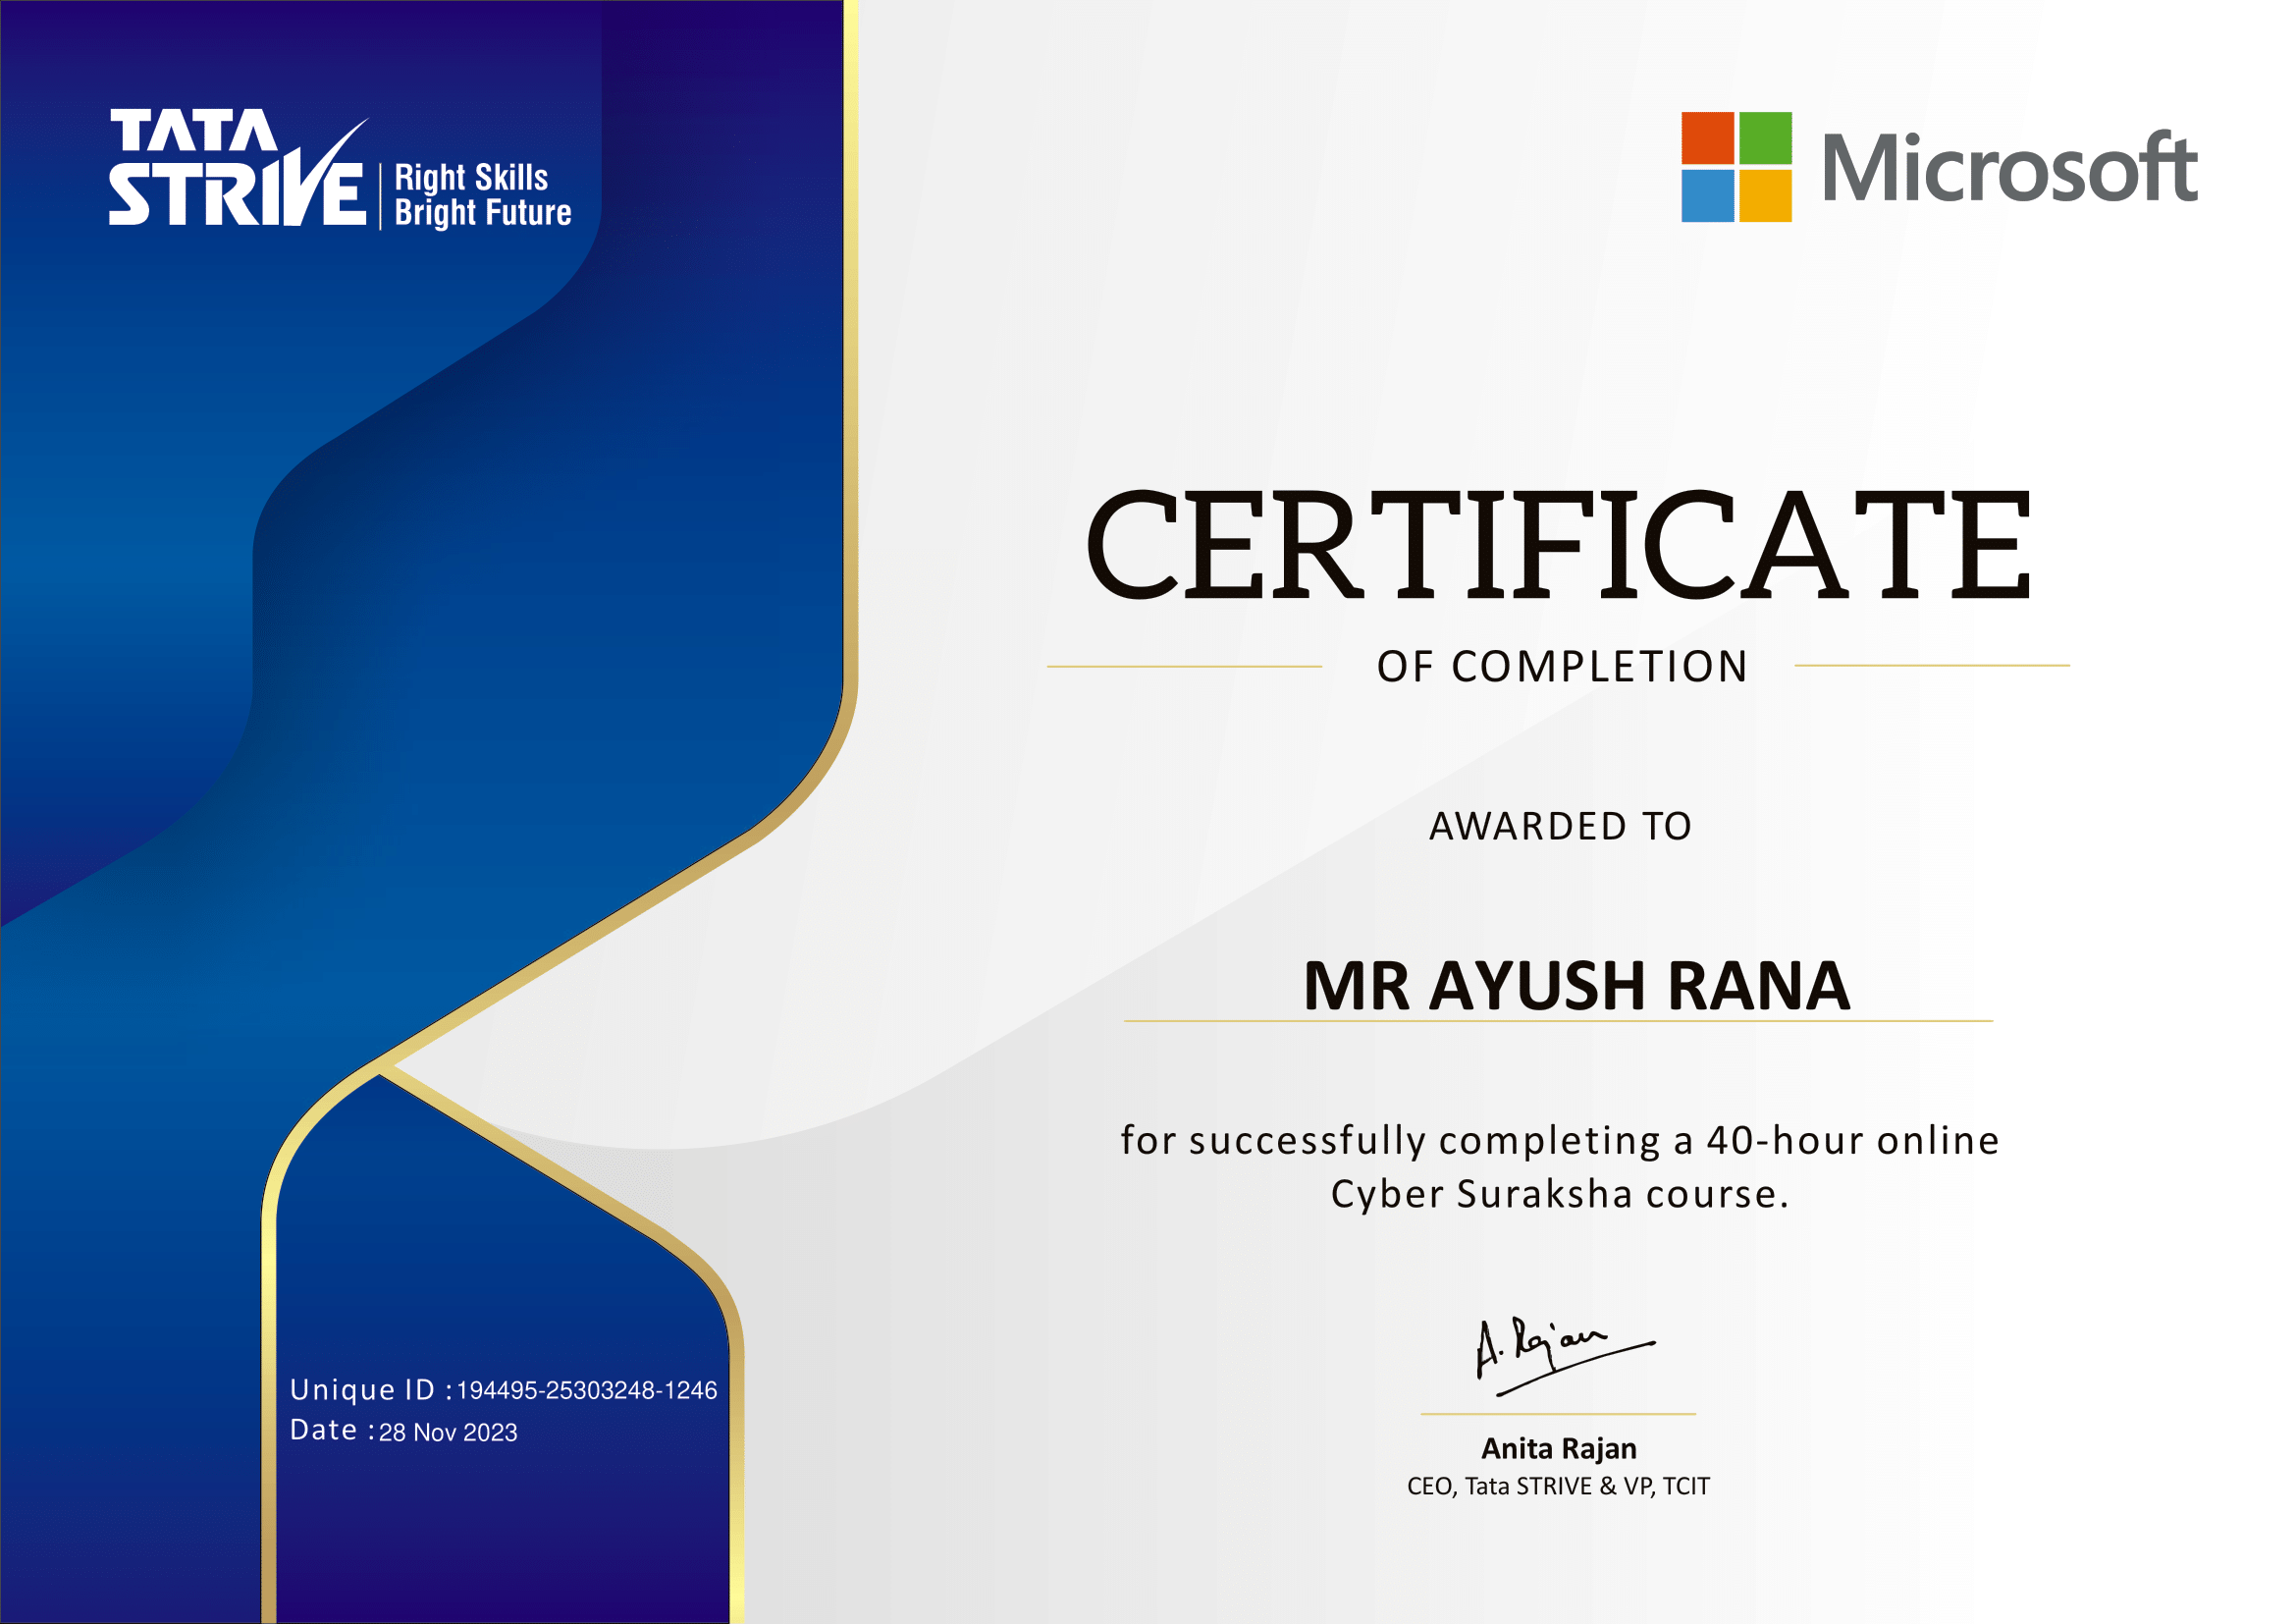 TATA
STRIVE
Right Skills
Bright Future
Microsoft
CERTIFICATE
OF COMPLETION
AWARDED TO
MR AYUSH RANA
for successfully completing a 40-hour online
Cyber Suraksha course.
A. Rajan
Anita Rajan
CEO, Tata STRIVE & VP, TCIT
Unique ID : 194495-25303248-1246
Date : 28 Nov 2023